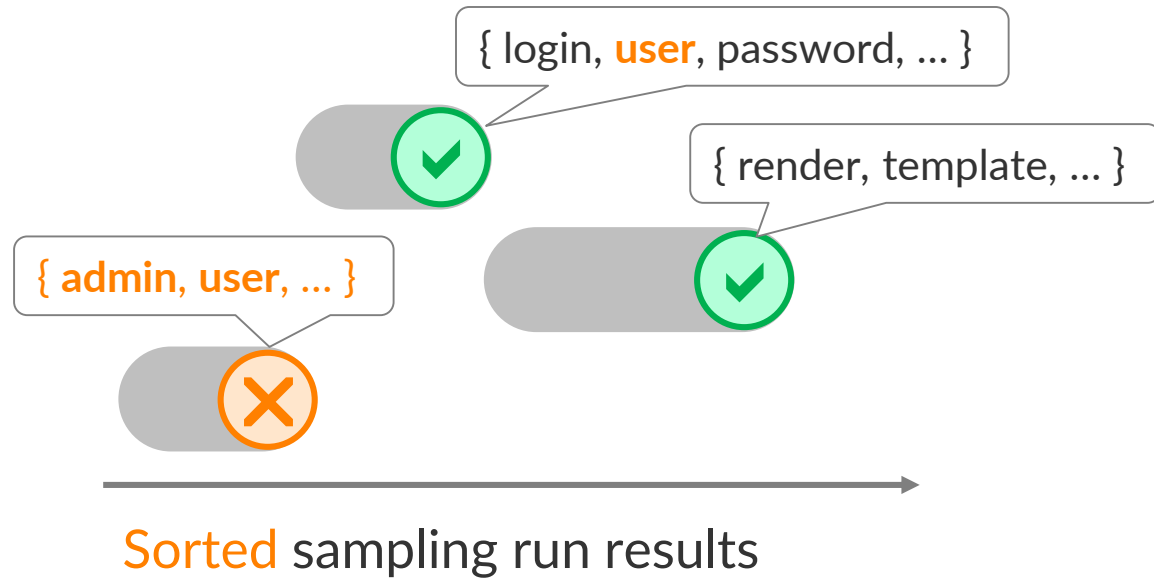 { login, user, password, ... }
{ render, template, ... }
{ admin, user, ... }
Sorted sampling run results